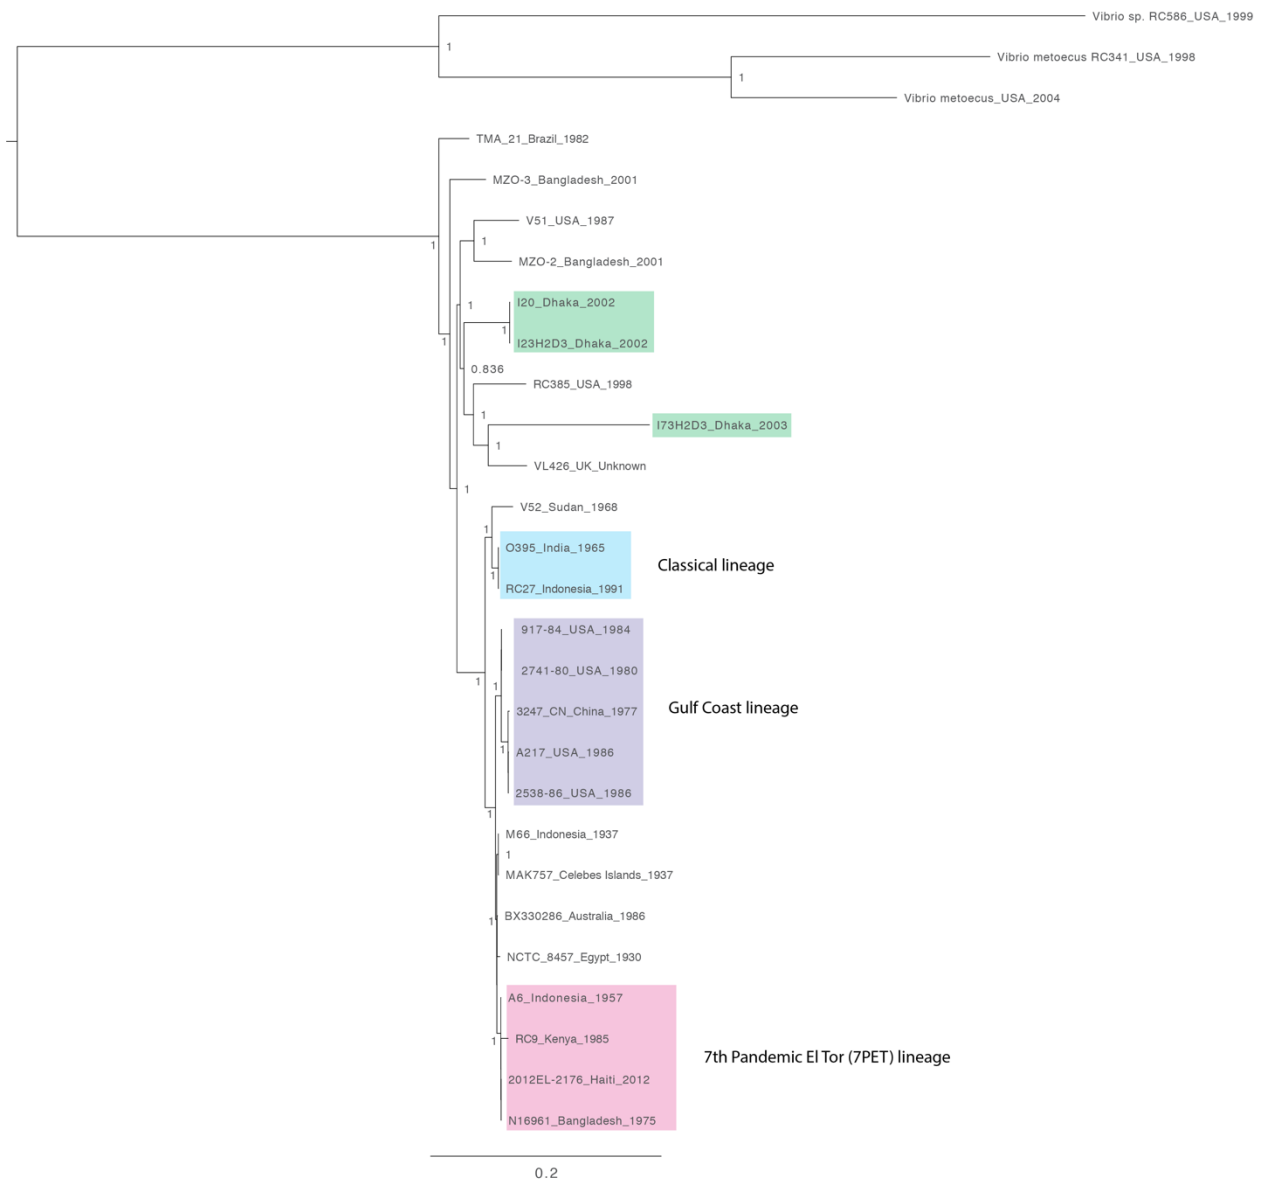 Vibrio sp. RC586_USA_1999
1
Vibrio metoecus RC341_USA_1998
1
Vibrio metoecus_USA_2004
TMA_21_Brazil_1982
MZO-3_Bangladesh_2001
V51_USA_1987
1
1
MZO-2_Bangladesh_2001
I20_Dhaka_2002
1
1
I23H2D3_Dhaka_2002
1
0.836
RC385_USA_1998
1
I73H2D3_Dhaka_2003
1
VL426_UK_Unknown
1
V52_Sudan_1968
1
O395_India_1965
Classical lineage
1
RC27_Indonesia_1991
917-84_USA_1984
2741-80_USA_1980
1
1
3247_CN_China_1977
Gulf Coast lineage
1
A217_USA_1986
2538-86_USA_1986
1
M66_Indonesia_1937
1
MAK757_Celebes Islands_1937
BX330286_Australia_1986
1
NCTC_8457_Egypt_1930
A6_Indonesia_1957
1
RC9_Kenya_1985
7th Pandemic El Tor (7PET) lineage
2012EL-2176_Haiti_2012
N16961_Bangladesh_1975
0.2